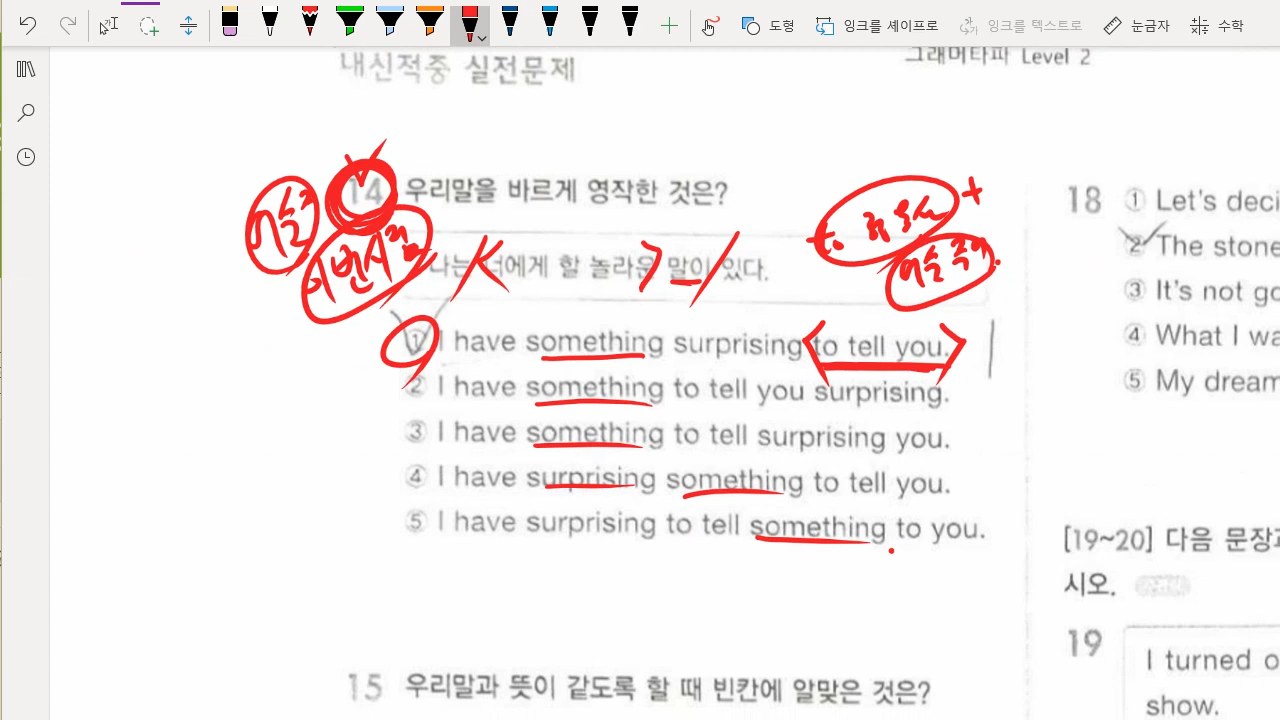 도형 잉크를 셰이프로 잉크를 텍스트로 눈금자 수학
내신적중 실전문제
그래머타파 Level 2
14 우리말을 바르게 영작한 것은?
나는 너에게 할 놀라운 말이 있다.
① I have something surprising to tell you.
② I have something to tell you surprising.
③ I have something to tell surprising you.
④ I have surprising something to tell you.
⑤ I have surprising to tell something to you.
15 우리말과 뜻이 같도록 할 때 빈칸에 알맞은 것은?
18 ① Let's deci
② The stone
③ It's not go
④ What I wa
⑤ My dream
[19~20] 다음 문장
시오.
19 I turned o
show.